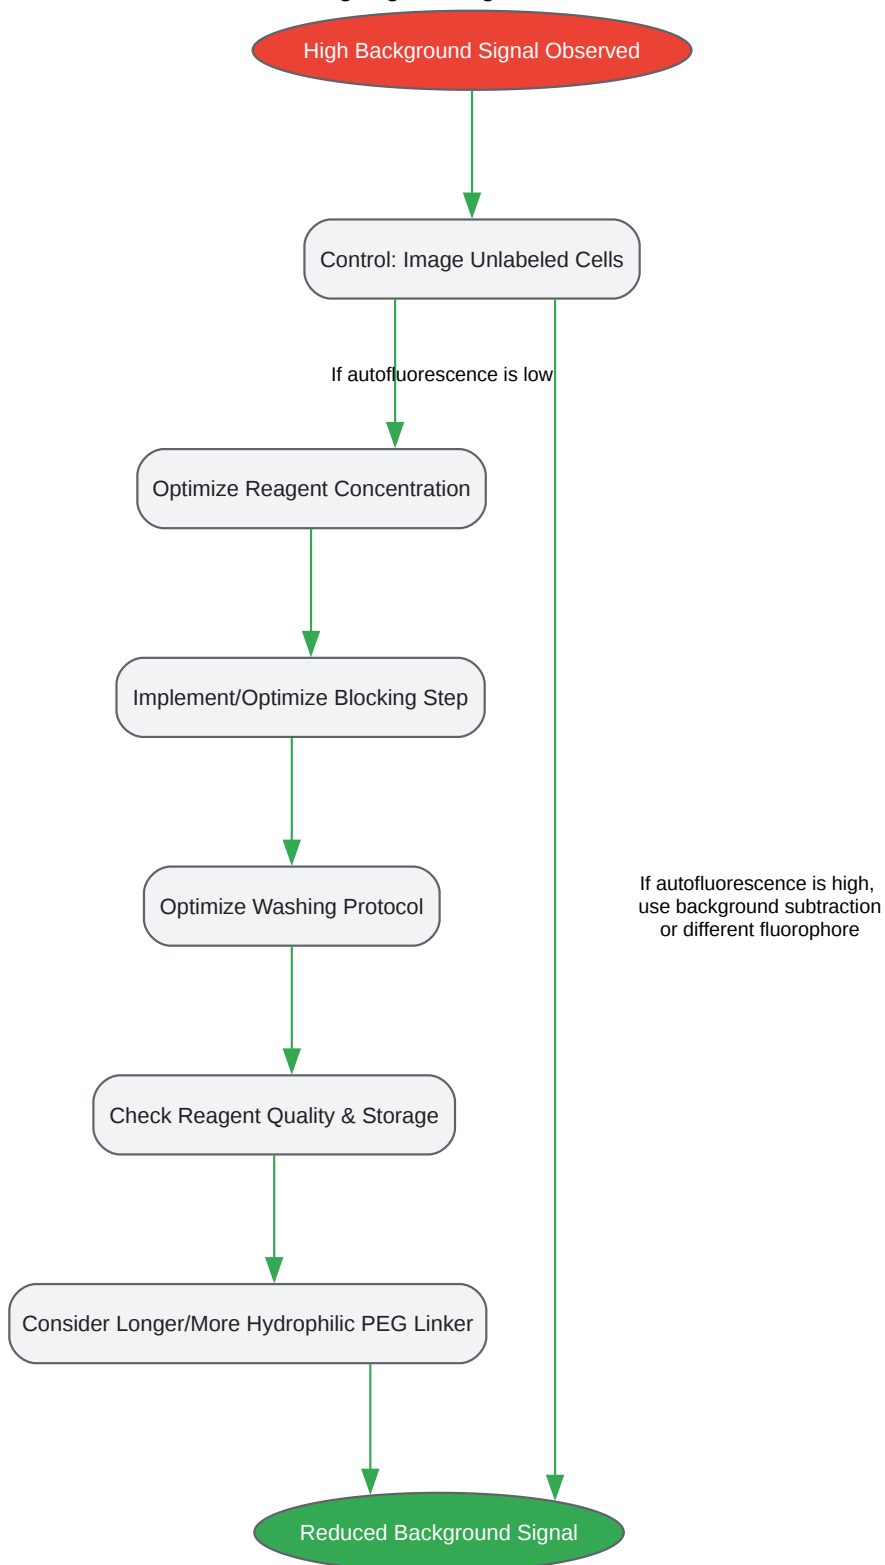 High Background Signal Observed
Control: Image Unlabeled Cells
If autofluorescence is low
Optimize Reagent Concentration
Implement/Optimize Blocking Step
Optimize Washing Protocol
If autofluorescence is high,
use background subtraction
or different fluorophore
Check Reagent Quality & Storage
Consider Longer/More Hydrophilic PEG Linker
Reduced Background Signal